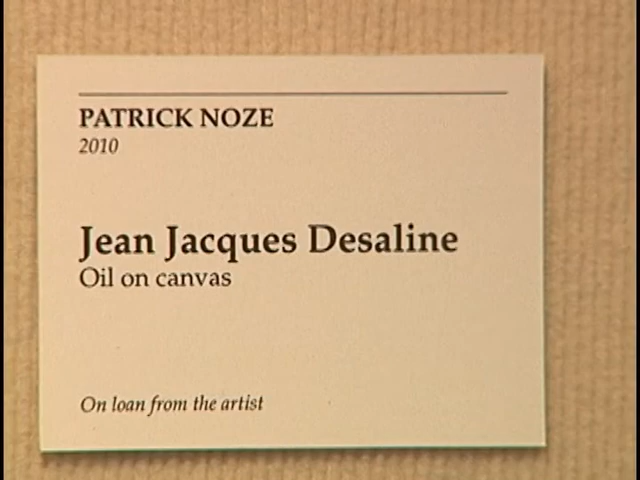 PATRICK NOZE
2010
Jean Jacques Desaline
Oil on canvas
On loan from the artist